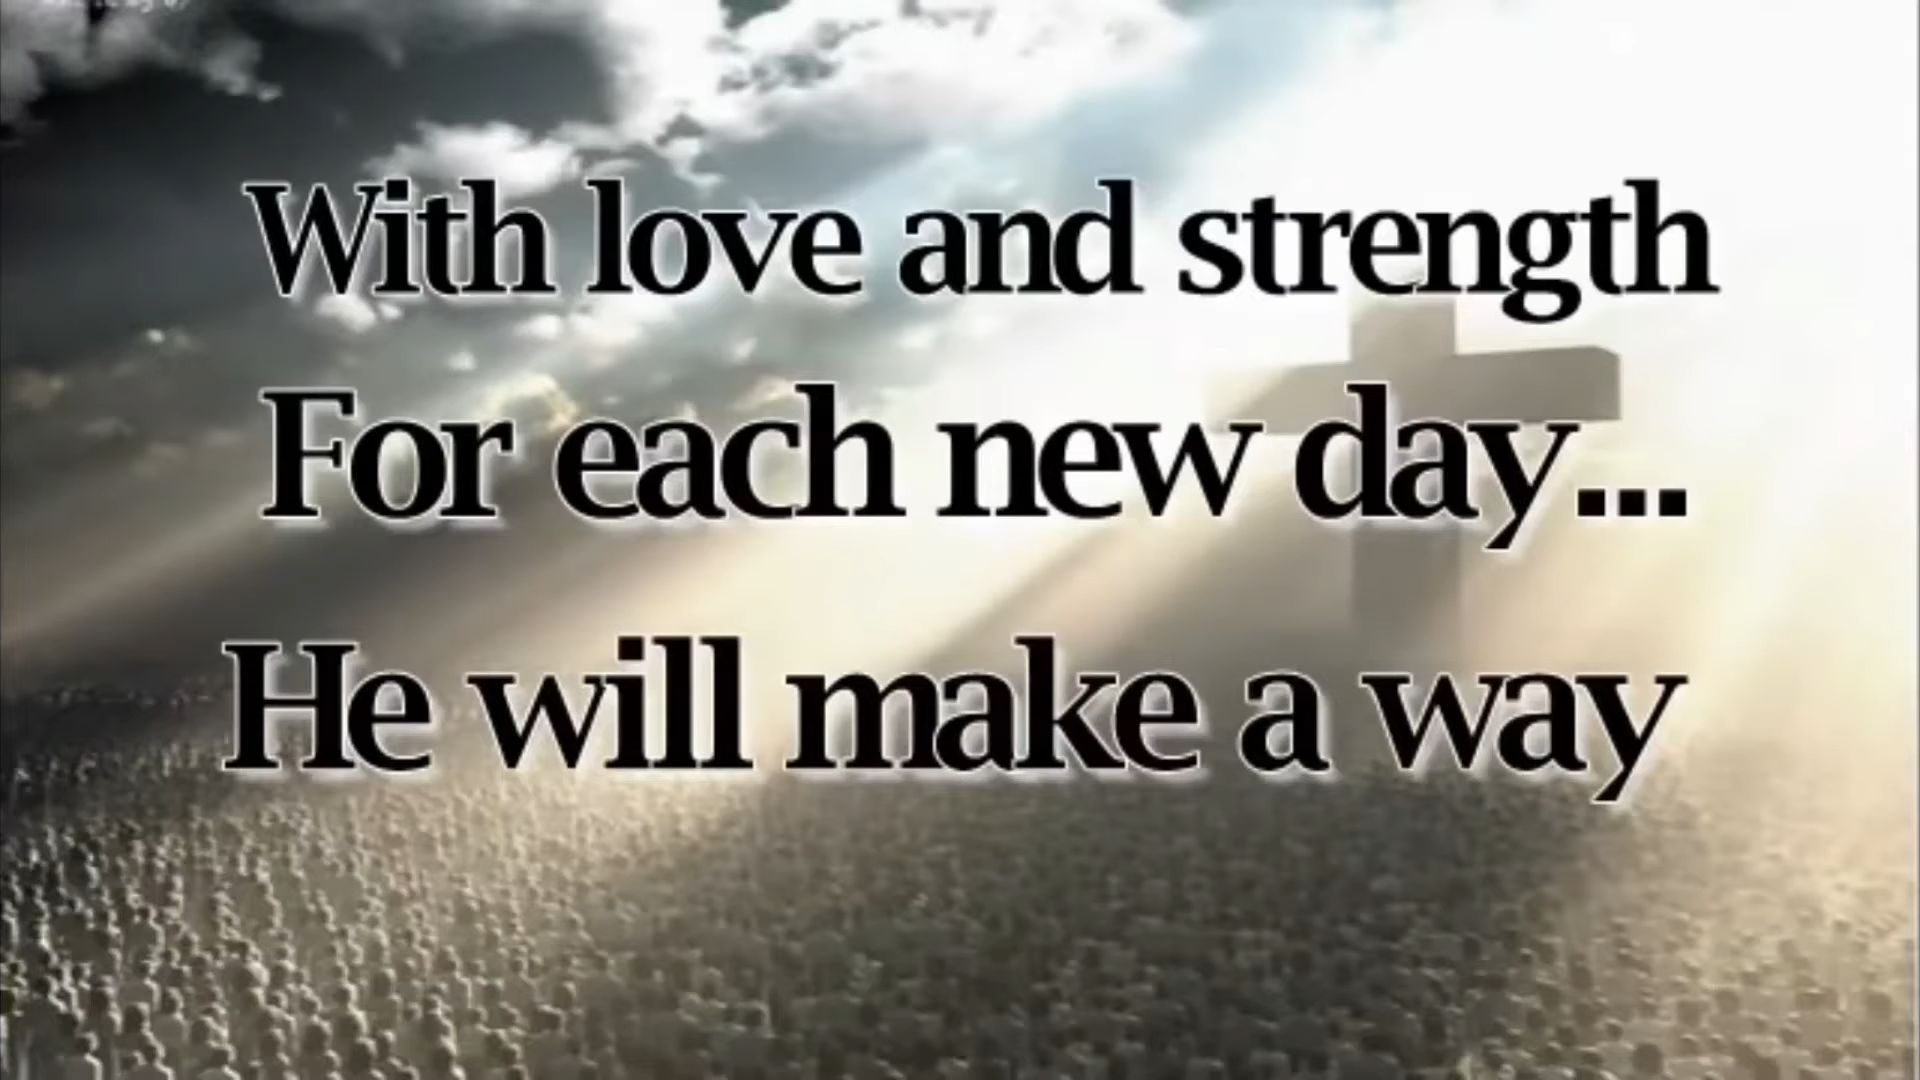 With love and strength
For each new day...
He will make a way